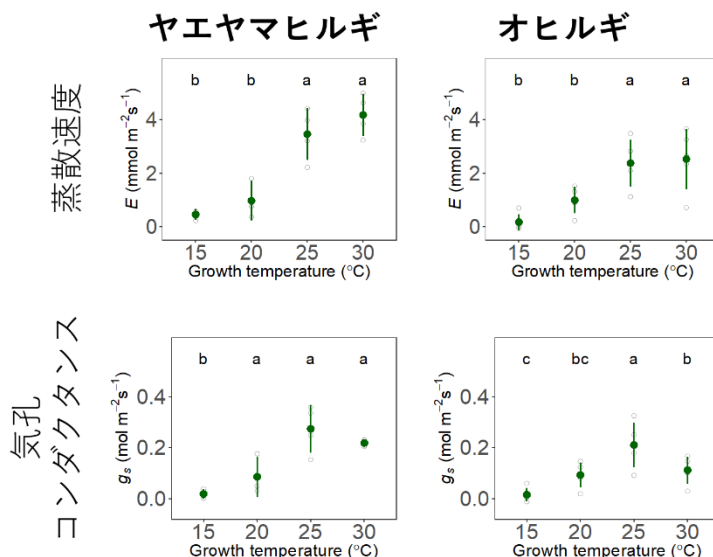 ヤエヤマヒルギ
オヒルギ
蒸散速度
E (mmol m⁻²s⁻¹)
b b a a
4
2
0
15 20 25 30
Growth temperature (°C)
E (mmol m⁻²s⁻¹)
b b a a
4
2
0
15 20 25 30
Growth temperature (°C)
気孔
コンダクタンス
gs (mol m⁻²s⁻¹)
b a a a
0.4
0.2
0.0
15 20 25 30
Growth temperature (°C)
gs (mol m⁻²s⁻¹)
c bc a b
0.4
0.2
0.0
15 20 25 30
Growth temperature (°C)